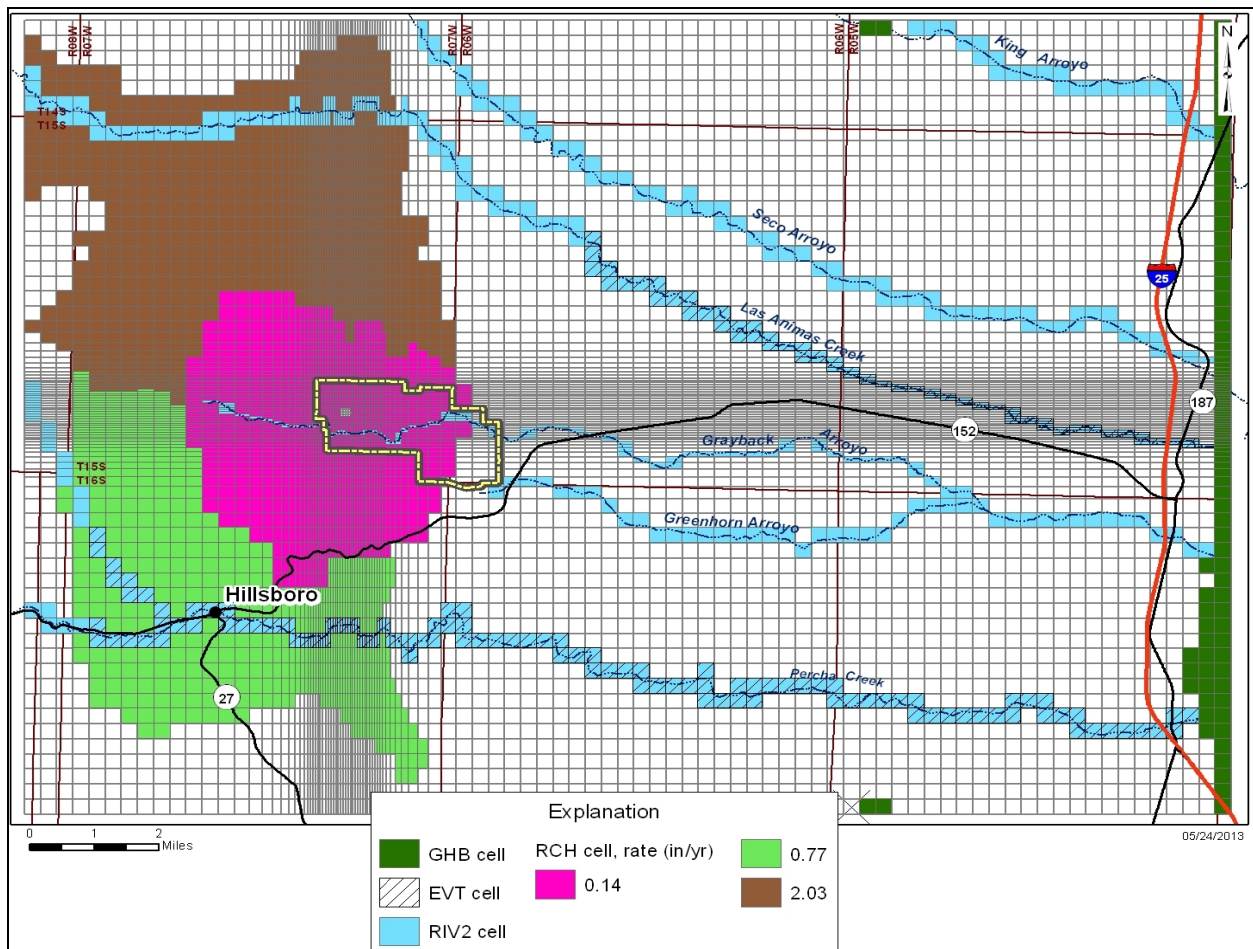 R08W
R07W
R07W
R06W
R06W
R05W
King Arroyo
N
T14S
T15S
Seco Arroyo
25
Las Animas Creek
187
152
Grayback Arroyo
T15S
T16S
Greenhorn Arroyo
Hillsboro
Percha Creek
27
0 1 2
Miles
05/24/2013
Explanation
GHB cell
RCH cell, rate (in/yr)
0.77
EVT cell
0.14
2.03
RIV2 cell